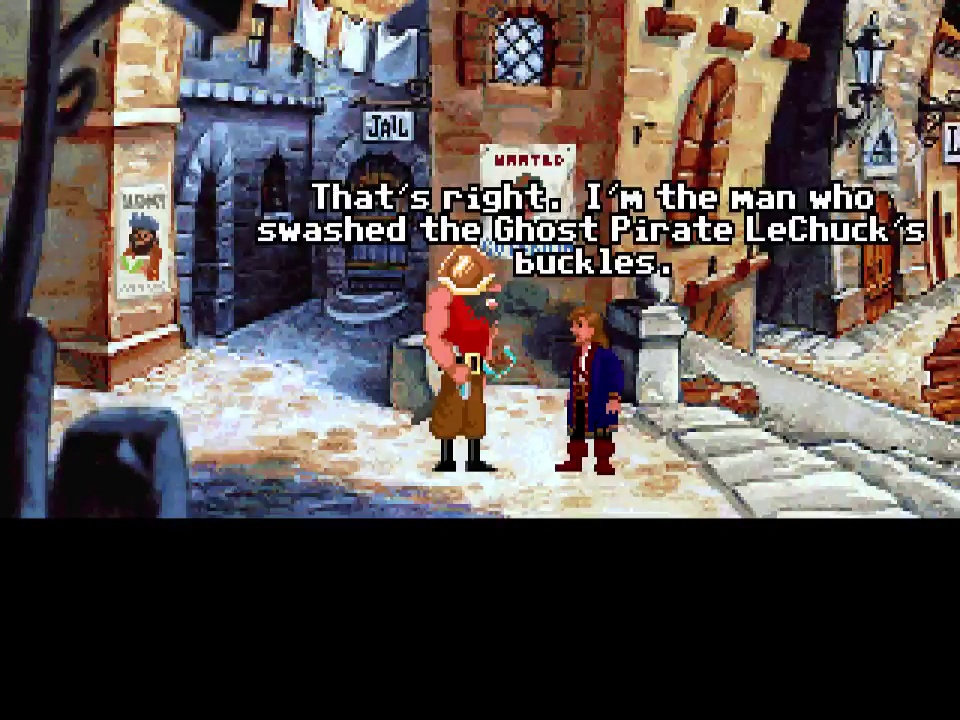 JAIL
WANTED
That's right. I'm the man who
swashed the Ghost Pirate LeChuck's
buckles.